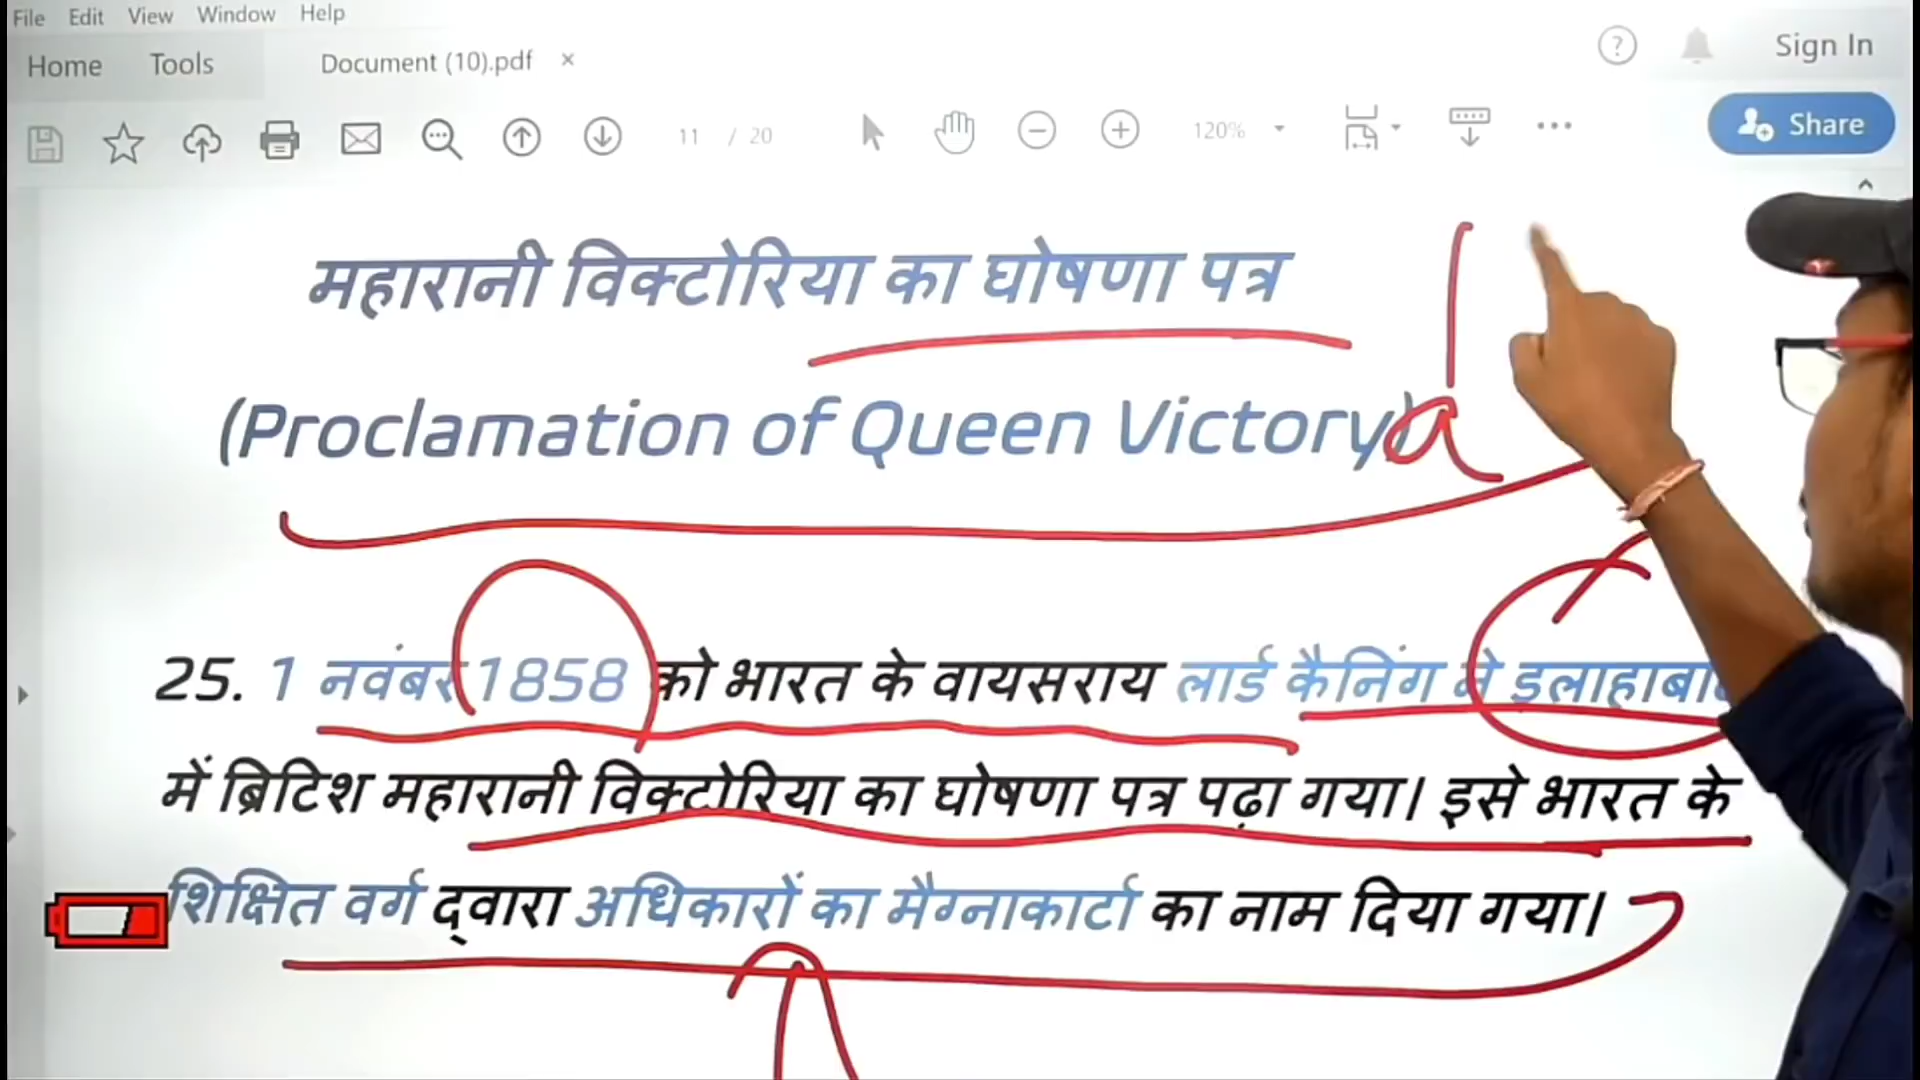 File Edit View Window Help
Home Tools Document (10).pdf ×
? Sign In
11 / 20 120% Share
महारानी विक्टोरिया का घोषणा पत्र
(Proclamation of Queen Victory)
a
25. 1 नवंबर 1858 को भारत के वायसराय लार्ड कैनिंग ने
में ब्रिटिश महारानी विक्टोरिया का घोषणा पत्र पढ़ा गया। इसे भारत के
शिक्षित वर्ग द्वारा अधिकारों का मैग्नाकार्टा का नाम दिया गया।